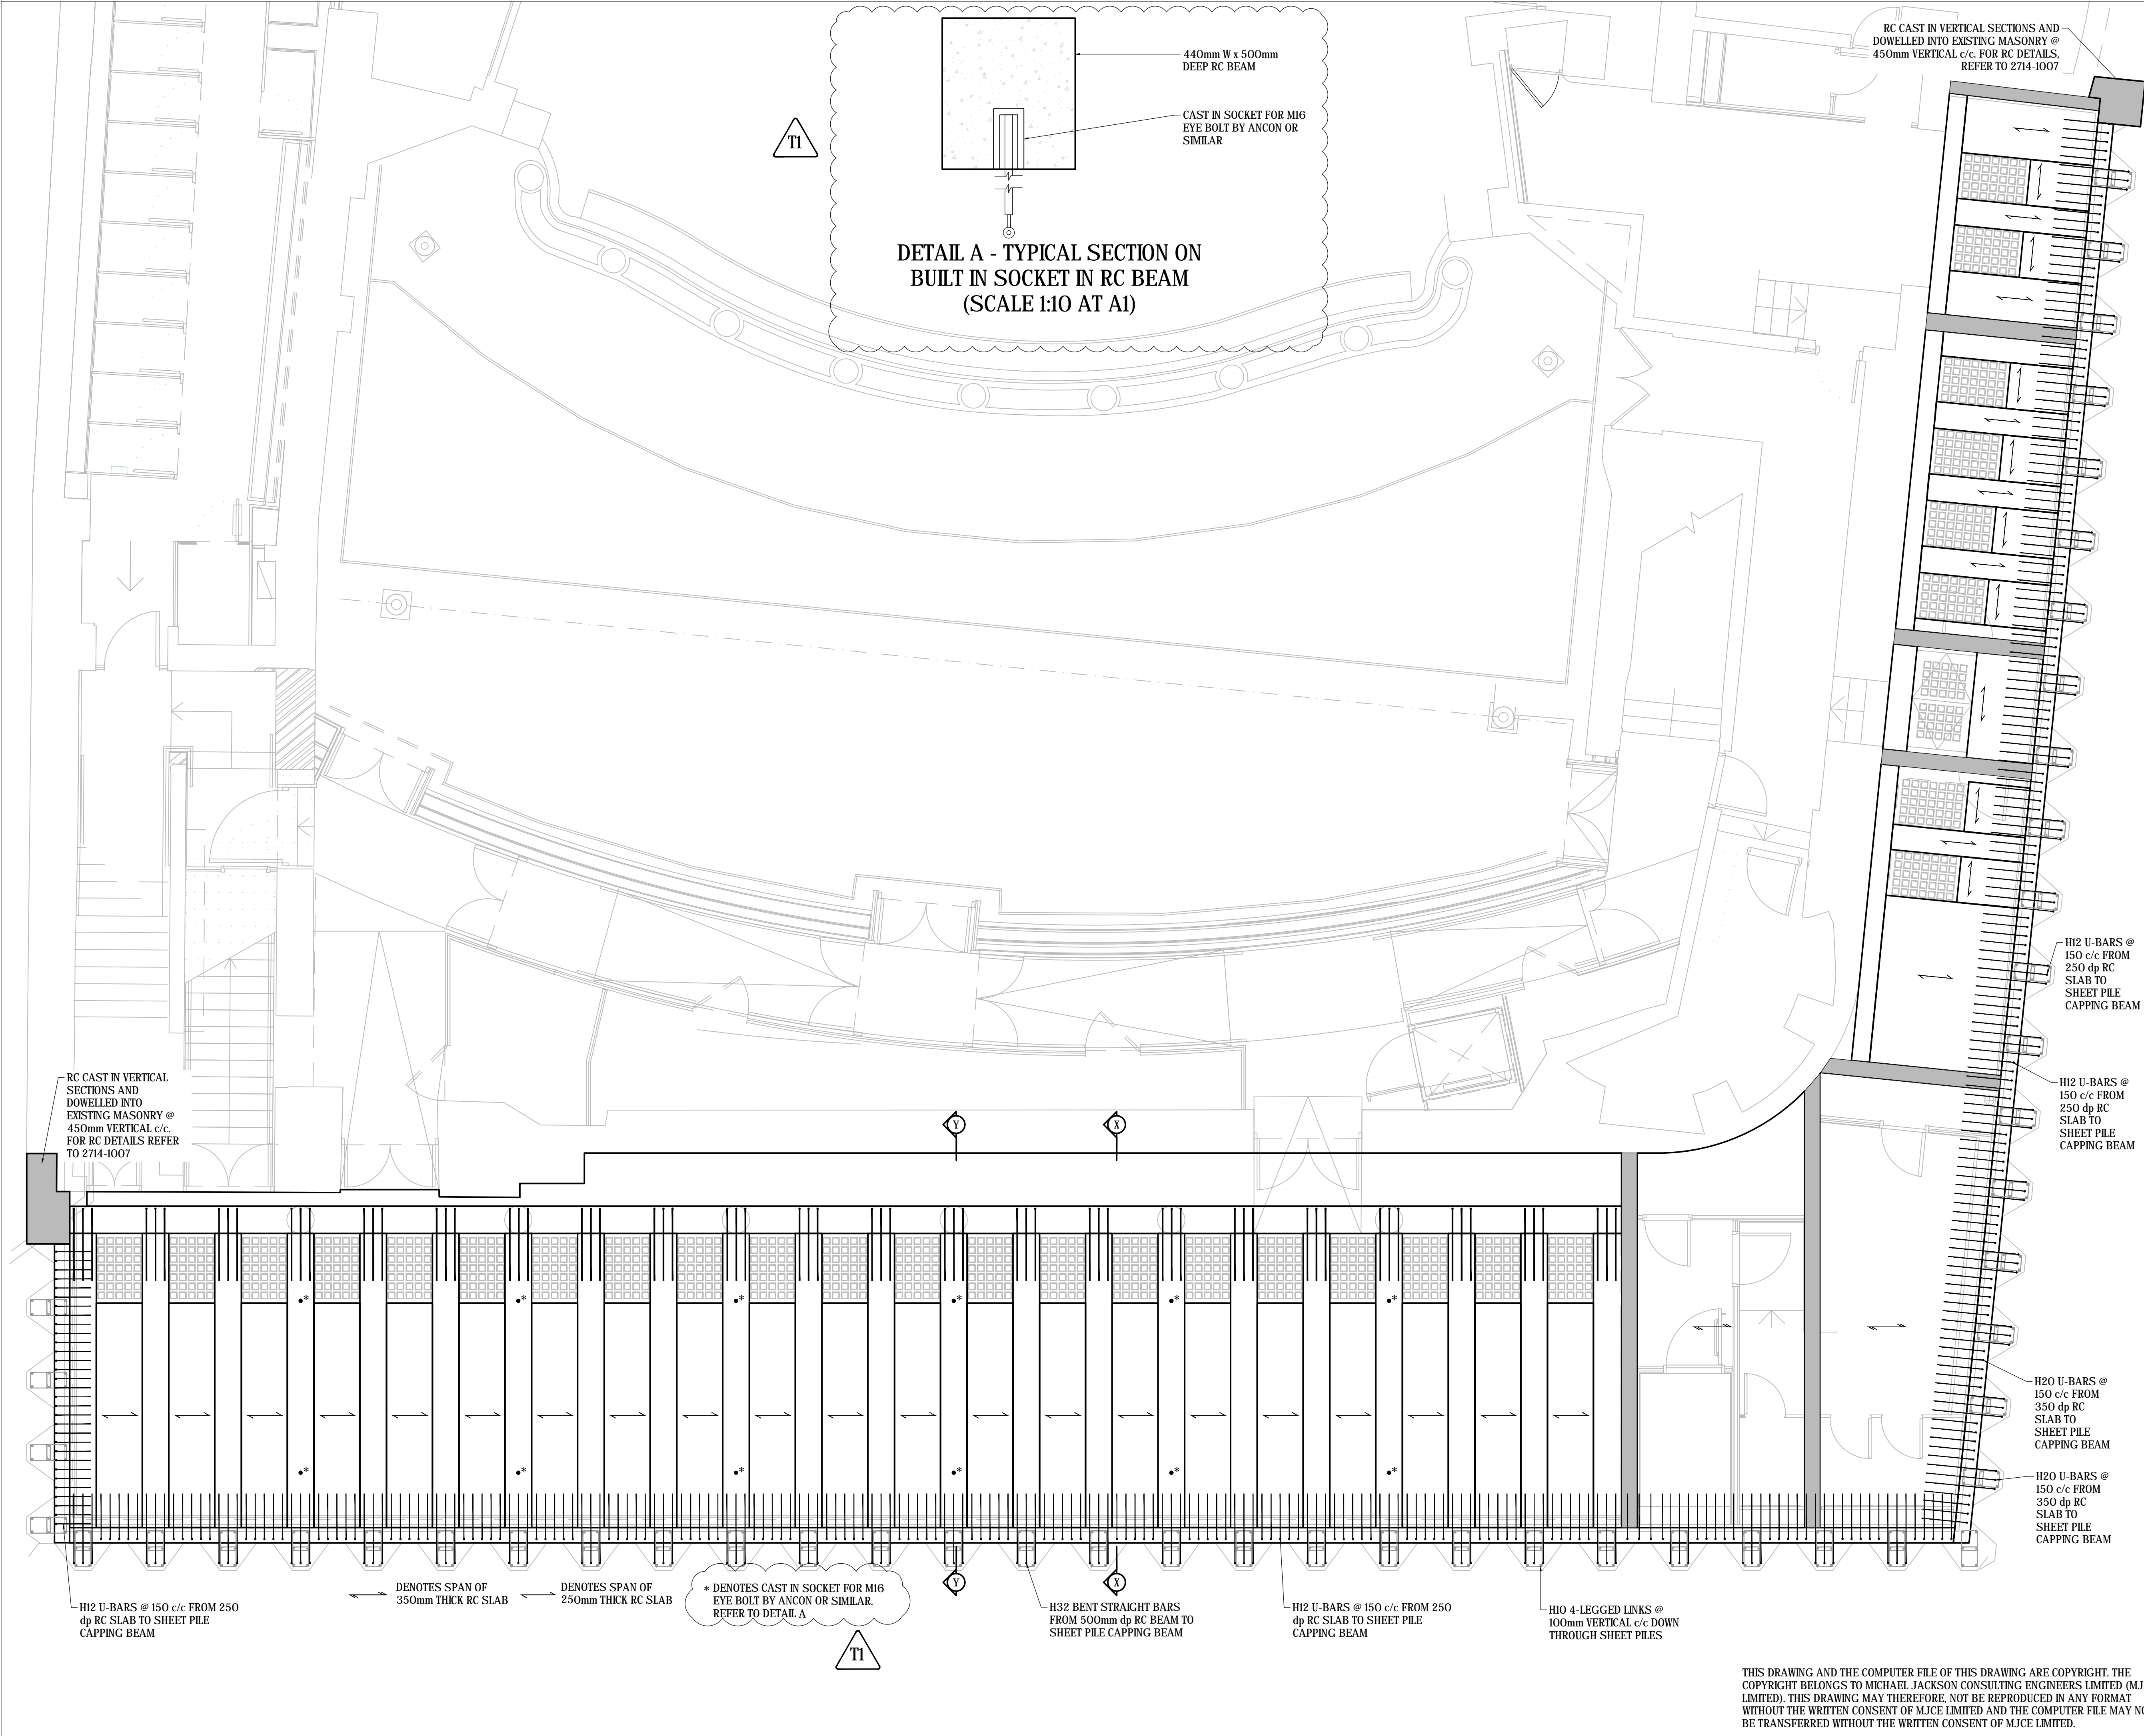 440mm W x 500mm
DEEP RC BEAM
CAST IN SOCKET FOR M16
EYE BOLT BY ANCON OR
SIMILAR
T1
DETAIL A - TYPICAL SECTION ON
BUILT IN SOCKET IN RC BEAM
(SCALE 1:10 AT A1)
RC CAST IN VERTICAL SECTIONS AND
DOWELLED INTO EXISTING MASONRY @
450mm VERTICAL c/c. FOR RC DETAILS,
REFER TO 2714-1007
H12 U-BARS @
150 c/c FROM
250 dp RC
SLAB TO
SHEET PILE
CAPPING BEAM
RC CAST IN VERTICAL
SECTIONS AND
DOWELLED INTO
EXISTING MASONRY @
450mm VERTICAL c/c.
FOR RC DETAILS REFER
TO 2714-1007
H12 U-BARS @
150 c/c FROM
250 dp RC
SLAB TO
SHEET PILE
CAPPING BEAM
Y
X
*
*
*
*
*
*
H20 U-BARS @
150 c/c FROM
350 dp RC
SLAB TO
SHEET PILE
CAPPING BEAM
*
*
*
*
*
*
H20 U-BARS @
150 c/c FROM
350 dp RC
SLAB TO
SHEET PILE
CAPPING BEAM
Y
X
DENOTES SPAN OF
350mm THICK RC SLAB
DENOTES SPAN OF
250mm THICK RC SLAB
* DENOTES CAST IN SOCKET FOR M16
EYE BOLT BY ANCON OR SIMILAR.
REFER TO DETAIL A
T1
H12 U-BARS @ 150 c/c FROM 250
dp RC SLAB TO SHEET PILE
CAPPING BEAM
H32 BENT STRAIGHT BARS
FROM 500mm dp RC BEAM TO
SHEET PILE CAPPING BEAM
H12 U-BARS @ 150 c/c FROM 250
dp RC SLAB TO SHEET PILE
CAPPING BEAM
H10 4-LEGGED LINKS @
100mm VERTICAL c/c DOWN
THROUGH SHEET PILES
THIS DRAWING AND THE COMPUTER FILE OF THIS DRAWING ARE COPYRIGHT. THE
COPYRIGHT BELONGS TO MICHAEL JACKSON CONSULTING ENGINEERS LIMITED (MJ
LIMITED). THIS DRAWING MAY THEREFORE, NOT BE REPRODUCED IN ANY FORMAT
WITHOUT THE WRITTEN CONSENT OF MJCE LIMITED AND THE COMPUTER FILE MAY NO
BE TRANSFERRED WITHOUT THE WRITTEN CONSENT OF MJCE LIMITED.